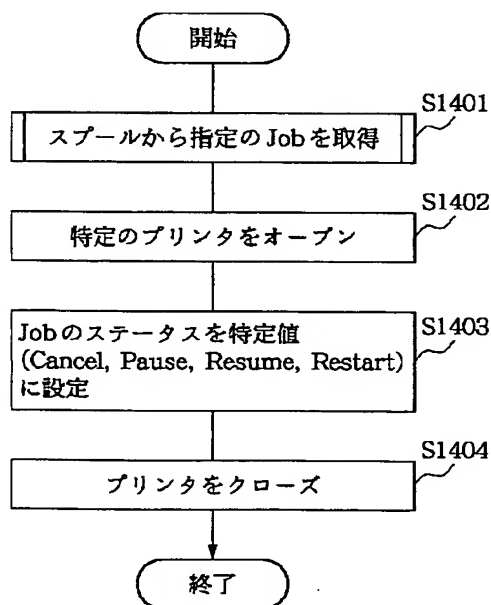 開始
S1401
スプールから指定のJobを取得
S1402
特定のプリンタをオープン
S1403
Jobのステータスを特定値
(Cancel, Pause, Resume, Restart)
に設定
S1404
プリンタをクローズ
終了